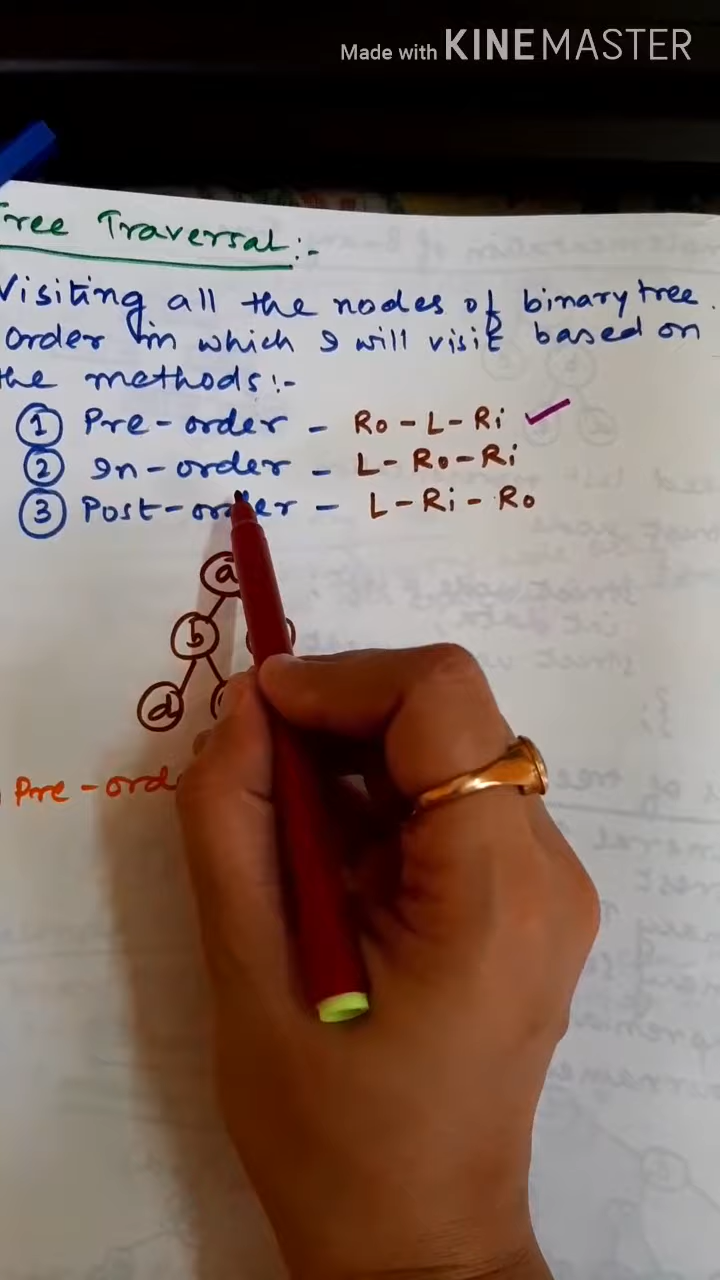 Made with KINEMASTER
Tree Traversal:-
Visiting all the nodes of binary tree.
order in which I will visit based on
the methods:-
① Pre-order - Ro-L-Ri ✓
② In-order - L-Ro-Ri
③ Post-order - L-Ri-Ro
a
b
d
Pre-ord